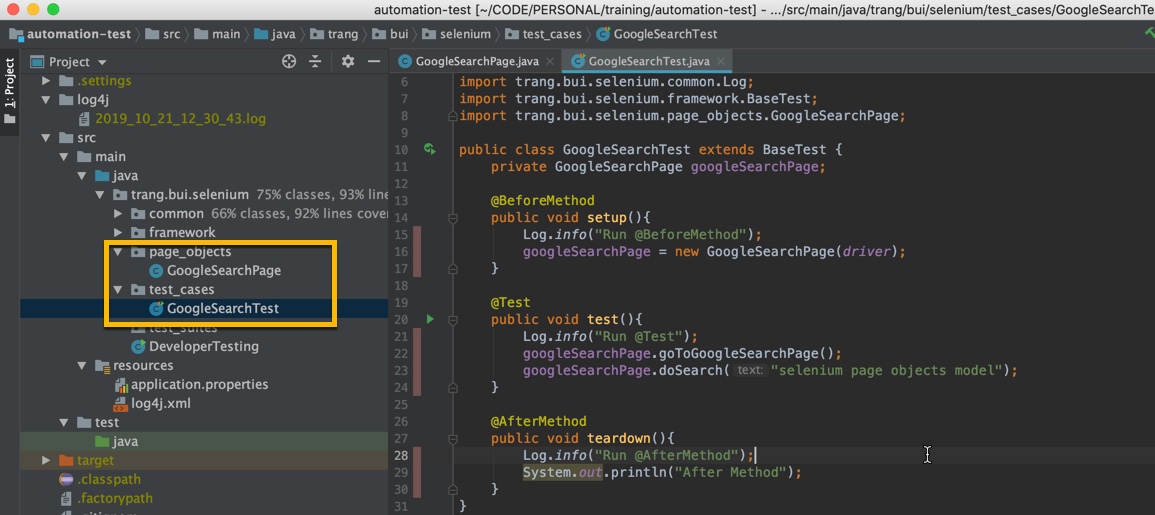 automation-test [~/CODE/PERSONAL/training/automation-test] - .../src/main/java/trang/bui/selenium/test_cases/GoogleSearchTe
automation-test src main java trang bui selenium test_cases GoogleSearchTest
1: Project
Project
.settings
log4j
2019_10_21_12_30_43.log
src
main
java
trang.bui.selenium 75% classes, 93% line
common 66% classes, 92% lines cover
framework
page_objects
GoogleSearchPage
test_cases
GoogleSearchTest
test_suites
DeveloperTesting
resources
application.properties
log4j.xml
test
java
target
.classpath
.factorypath
.gitignore
GoogleSearchPage.java × GoogleSearchTest.java ×
6 import trang.bui.selenium.common.Log;
7 import trang.bui.selenium.framework.BaseTest;
8 import trang.bui.selenium.page_objects.GoogleSearchPage;
9
10 public class GoogleSearchTest extends BaseTest {
11 private GoogleSearchPage googleSearchPage;
12
13 @BeforeMethod
14 public void setup(){
15 Log.info("Run @BeforeMethod");
16 googleSearchPage = new GoogleSearchPage(driver);
17 }
18
19 @Test
20 public void test(){
21 Log.info("Run @Test");
22 googleSearchPage.goToGoogleSearchPage();
23 googleSearchPage.doSearch( text: "selenium page objects model");
24 }
25
26 @AfterMethod
27 public void teardown(){
28 Log.info("Run @AfterMethod");
29 System.out.println("After Method");
30 }
31 }